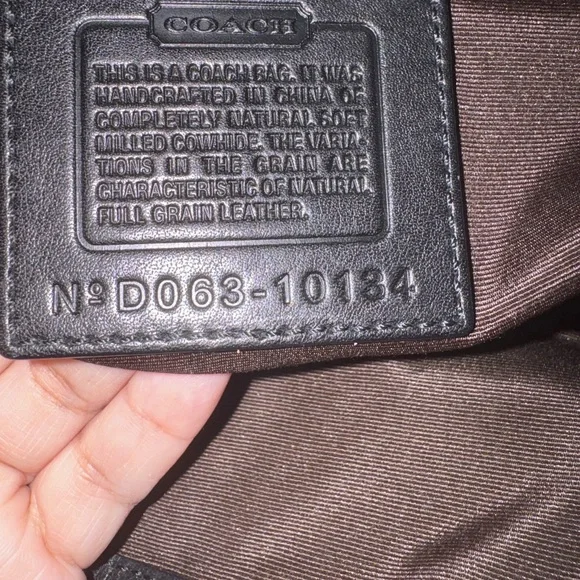 COACH
THIS IS A COACH BAG. IT WAS
HANDCRAFTED IN CHINA OF
COMPLETELY NATURAL SOFT
MILLED COWHIDE. THE VARIA-
TIONS IN THE GRAIN ARE
CHARACTERISTIC OF NATURAL
FULL GRAIN LEATHER.
Nº D063-10134